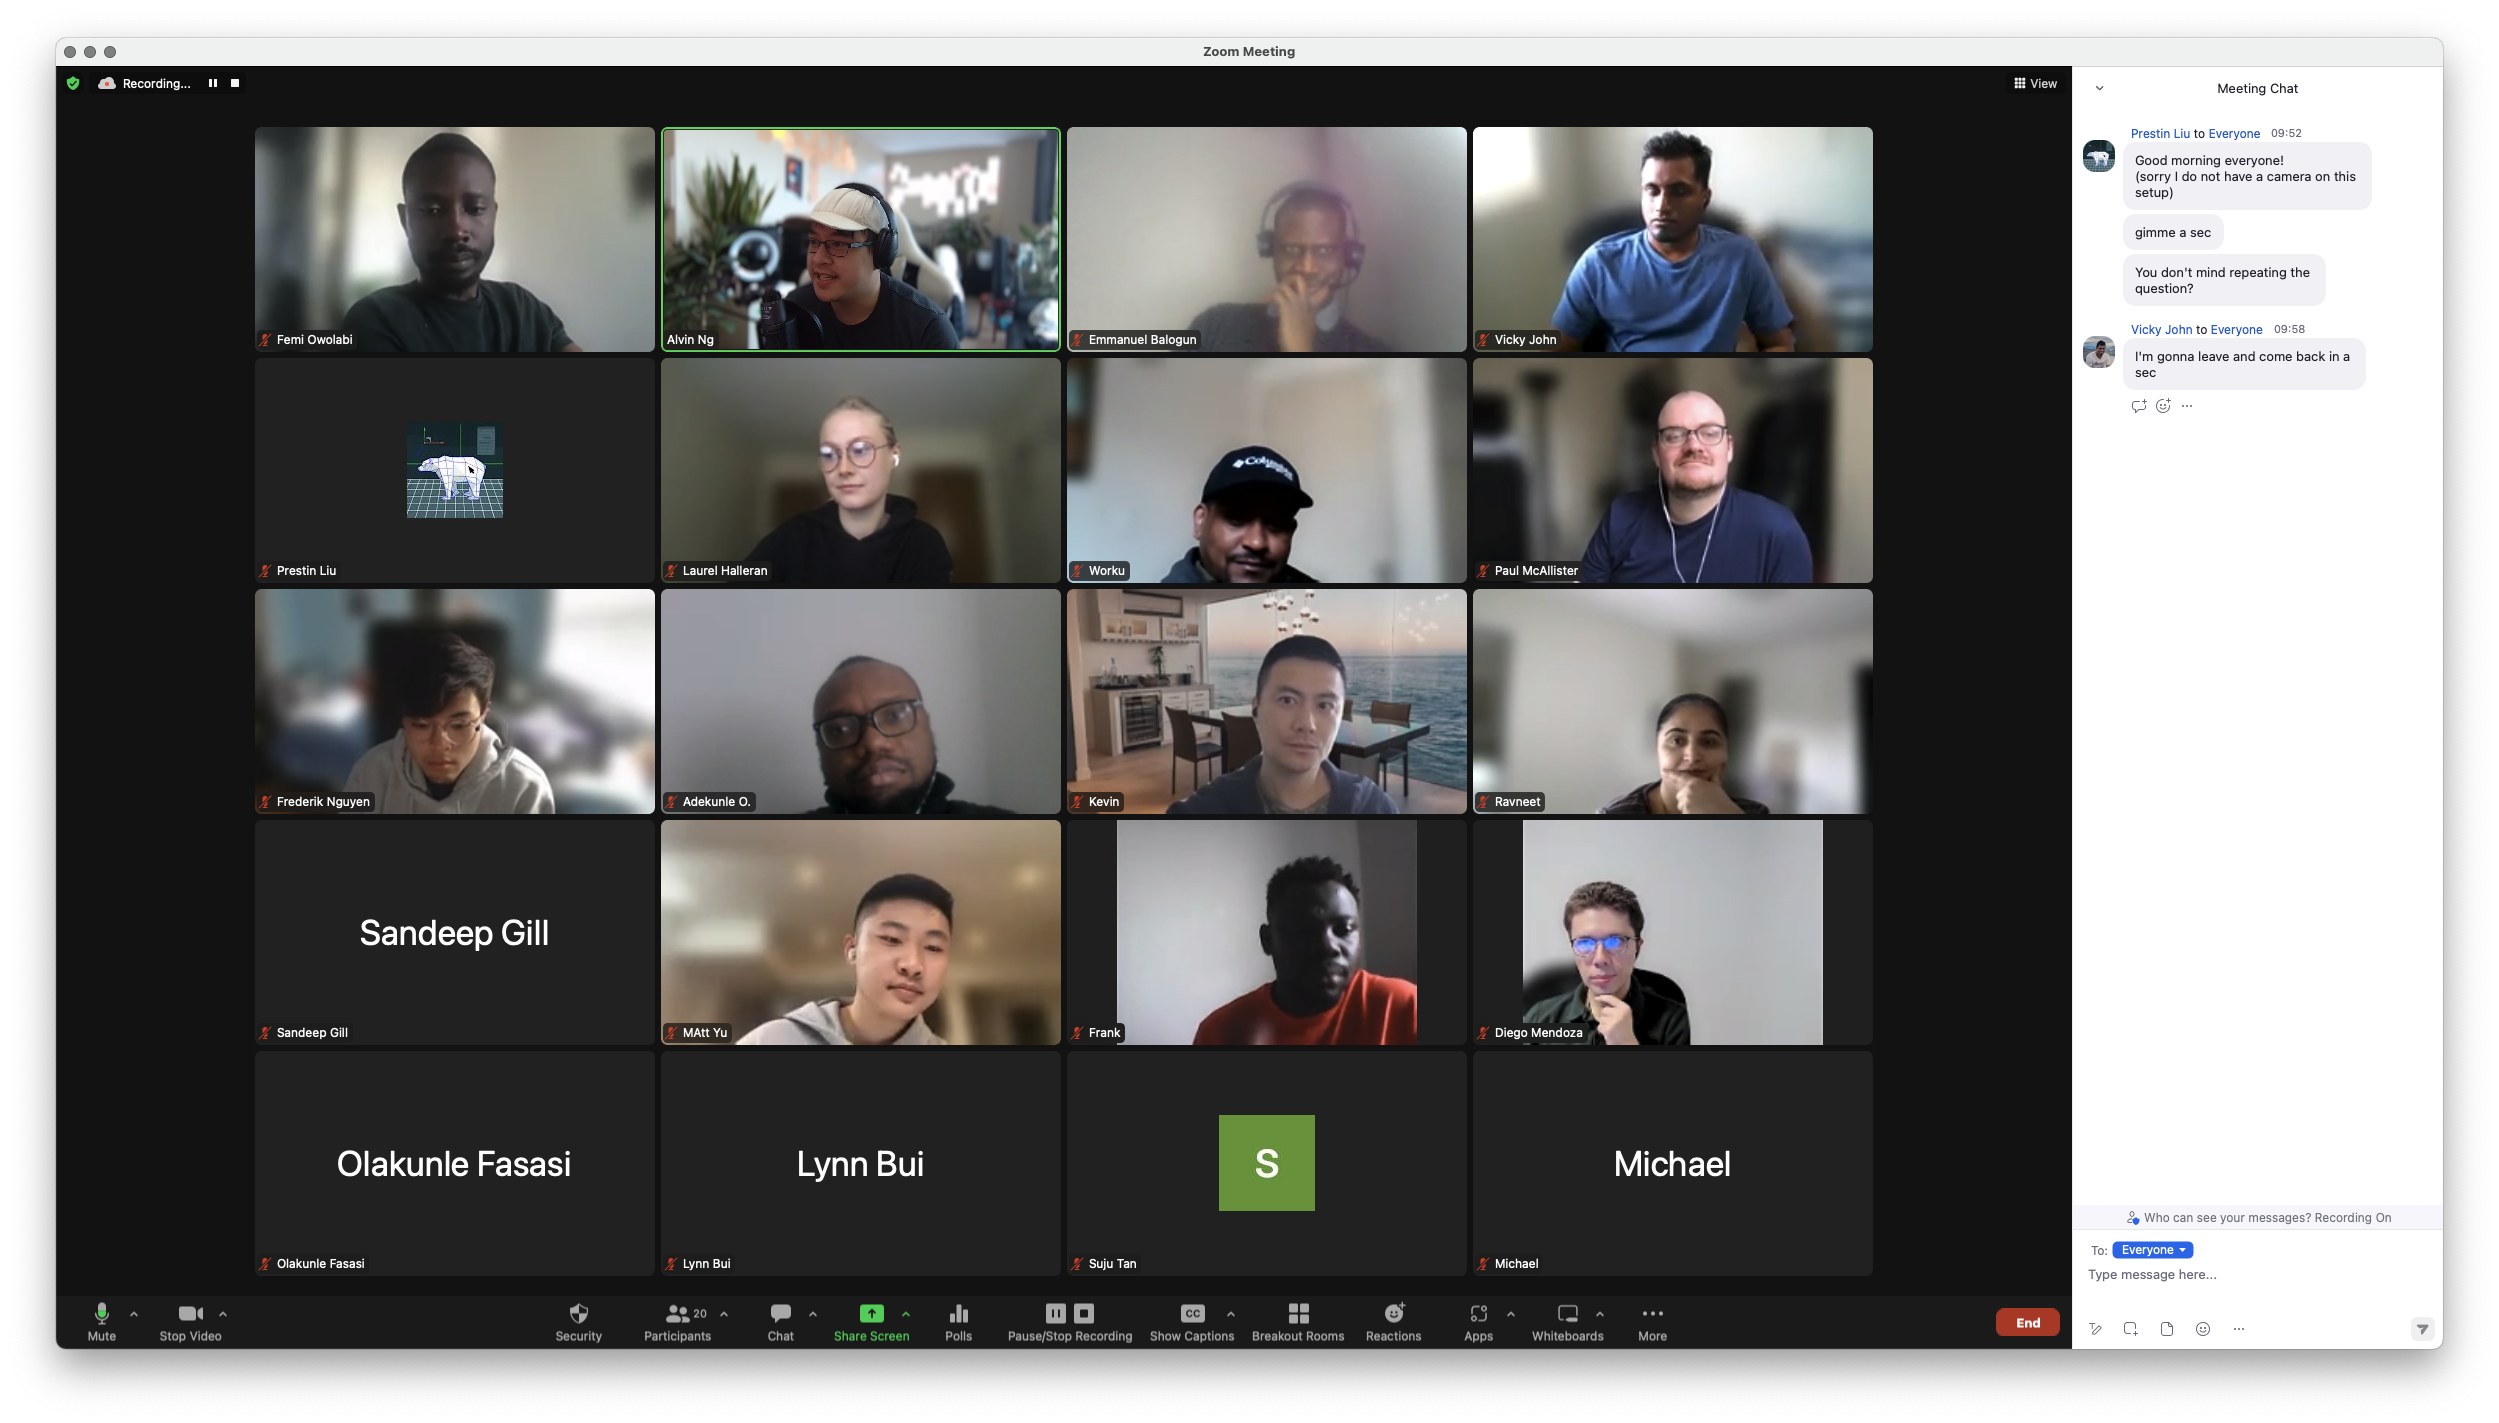 Zoom Meeting
Recording...
View
Femi Owolabi
Alvin Ng
Emmanuel Balogun
Vicky John
Prestin Liu
Laurel Halleran
Columbia
Worku
Paul McAllister
Frederik Nguyen
Adekunle O.
Kevin
Ravneet
Sandeep Gill
Sandeep Gill
MAtt Yu
Frank
Diego Mendoza
Olakunle Fasasi
Olakunle Fasasi
Lynn Bui
Lynn Bui
S
Suju Tan
Michael
Michael
Mute
Stop Video
Security
20
Participants
Chat
Share Screen
Polls
Pause/Stop Recording
CC
Show Captions
Breakout Rooms
Reactions
Apps
Whiteboards
More
End
Meeting Chat
Prestin Liu to Everyone 09:52
Good morning everyone!
(sorry I do not have a camera on this
setup)
gimme a sec
You don't mind repeating the
question?
Vicky John to Everyone 09:58
I'm gonna leave and come back in a
sec
Who can see your messages? Recording On
To: Everyone
Type message here...